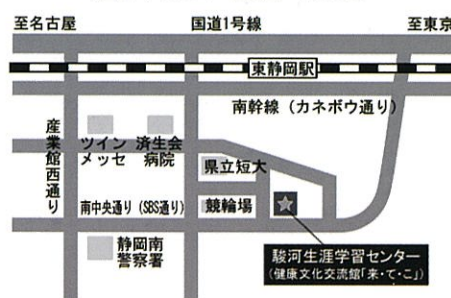 至名古屋
国道1号線
至東京
東静岡駅
南幹線（カネボウ通り）
産業館西通り
ツイン
メッセ
済生会
病院
県立短大
南中央通り（SBS通り）
競輪場
静岡南
警察署
駿河生涯学習センター
（健康文化交流館「来・て・こ」）